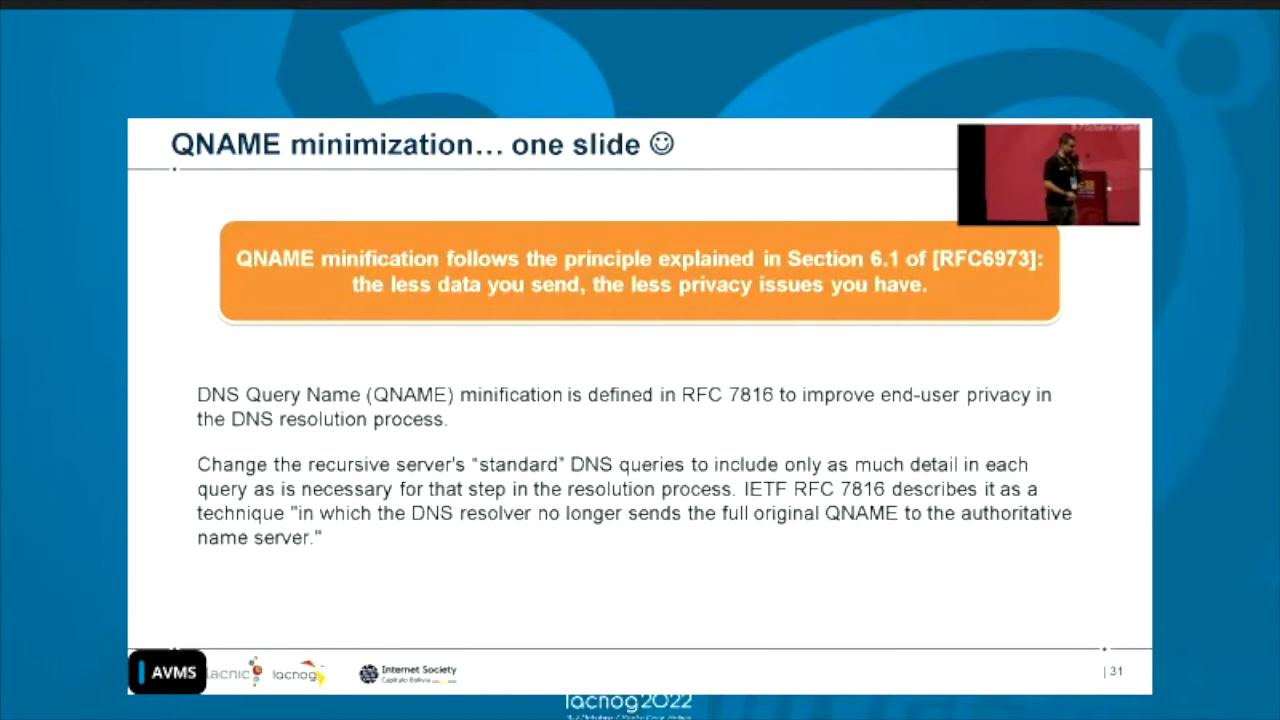 QNAME minimization... one slide ☺
QNAME minification follows the principle explained in Section 6.1 of [RFC6973]:
the less data you send, the less privacy issues you have.
DNS Query Name (QNAME) minification is defined in RFC 7816 to improve end-user privacy in
the DNS resolution process.
Change the recursive server's "standard" DNS queries to include only as much detail in each
query as is necessary for that step in the resolution process. IETF RFC 7816 describes it as a
technique "in which the DNS resolver no longer sends the full original QNAME to the authoritative
name server."
AVMS
lacnic
lacnog
Internet Society
Capítulo Bolivia
| 31
lacnog2022